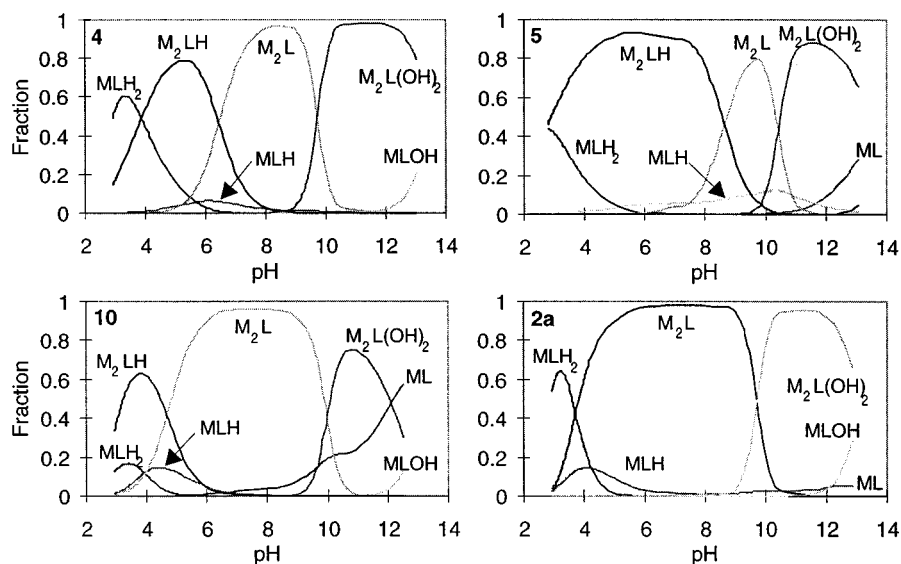 4
M₂LH
M₂L
MLH₂
MLH
M₂L(OH)₂
MLOH
Fraction
1
0.8
0.6
0.4
0.2
0
2 4 6 8 10 12 14
pH
5
M₂LH
M₂L
M₂L(OH)₂
MLH₂
MLH
ML
1
0.8
0.6
0.4
0.2
0
2 4 6 8 10 12 14
pH
10
M₂L
M₂LH
M₂L(OH)₂
ML
MLH
MLH₂
MLOH
Fraction
1
0.8
0.6
0.4
0.2
0
2 4 6 8 10 12 14
pH
2a
MLH₂
M₂L
M₂L(OH)₂
MLOH
MLH
ML
1
0.8
0.6
0.4
0.2
0
2 4 6 8 10 12 14
pH